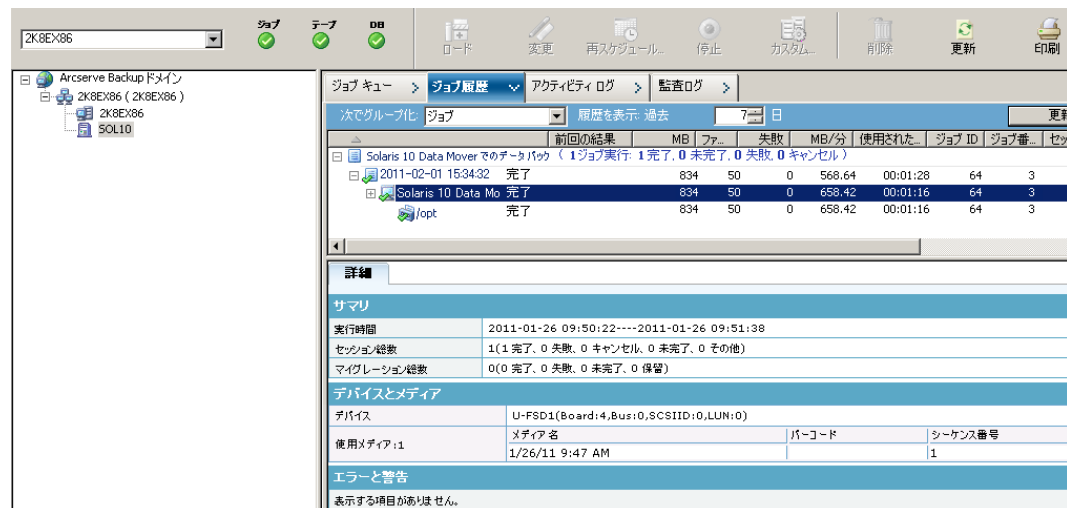 ジョブ テープ DB
2K8EX86
ロード 変更 再スケジュール... 停止 カスタム... 削除 更新 印刷
Arcserve Backup ドメイン
2K8EX86 ( 2K8EX86 )
2K8EX86
SOL10
ジョブ キュー > ジョブ履歴 アクティビティ ログ > 監査ログ >
次でグループ化: ジョブ 履歴を表示: 過去 7 日
前回の結果 MB ファ... 失敗 MB/分 使用された... ジョブ ID ジョブ番...
Solaris 10 Data Mover でのデータ バック ( 1ジョブ実行: 1 完了, 0 未完了, 0 失敗, 0 キャンセル )
2011-02-01 15:34:32 完了 834 50 0 568.64 00:01:28 64 3
Solaris 10 Data Mo 完了 834 50 0 658.42 00:01:16 64 3
/opt 完了 834 50 0 658.42 00:01:16 64 3
詳細
サマリ
実行時間 2011-01-26 09:50:22----2011-01-26 09:51:38
セッション総数 1(1 完了、0 失敗、0 キャンセル、0 未完了、0 その他)
マイグレーション総数 0(0 完了、0 失敗、0 未完了、0 保留)
デバイスとメディア
デバイス U-FSD1(Board:4,Bus:0,SCSIID:0,LUN:0)
使用メディア:1
メディア名 バーコード シーケンス番号
1/26/11 9:47 AM 1
エラーと警告
表示する項目がありません。